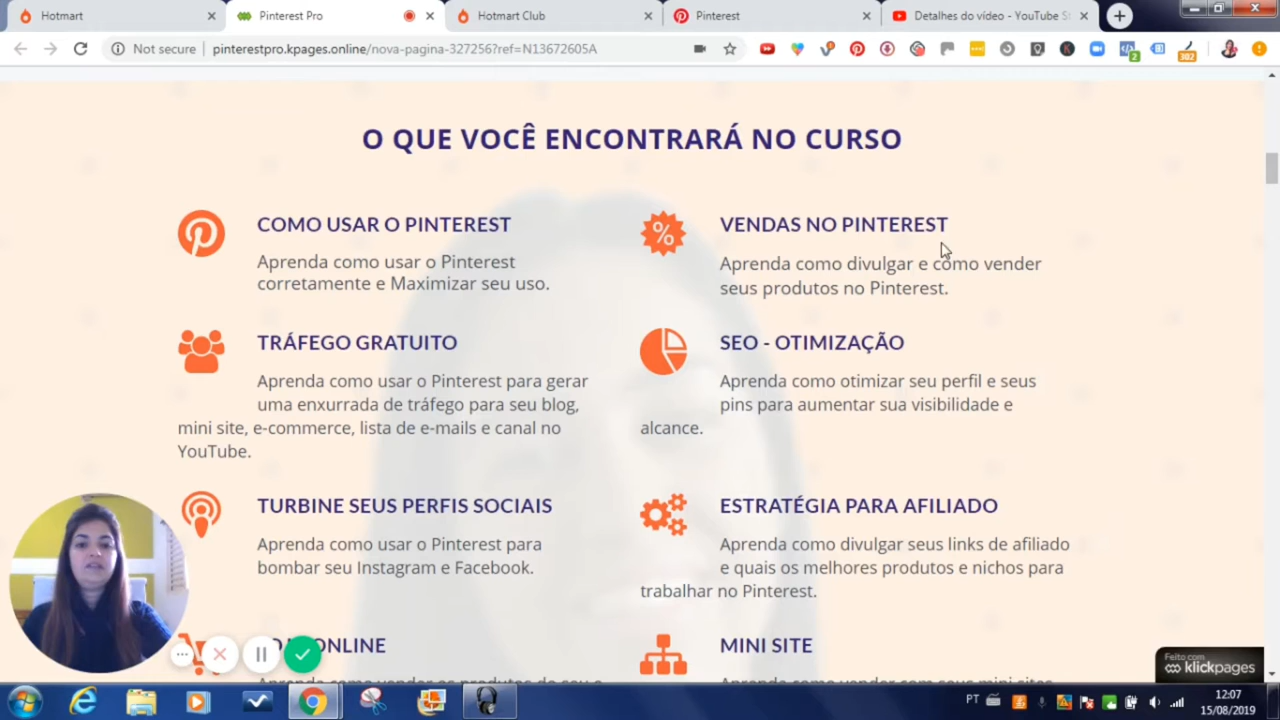 Hotmart
Pinterest Pro
Hotmart Club
Pinterest
Detalhes do vídeo - YouTube
Not secure
pinterestpro.kpages.online/nova-pagina-327256?ref=N13672605A
2
302
O QUE VOCÊ ENCONTRARÁ NO CURSO
COMO USAR O PINTEREST
Aprenda como usar o Pinterest
corretamente e Maximizar seu uso.
%
VENDAS NO PINTEREST
Aprenda como divulgar e como vender
seus produtos no Pinterest.
TRÁFEGO GRATUITO
Aprenda como usar o Pinterest para gerar
uma enxurrada de tráfego para seu blog,
mini site, e-commerce, lista de e-mails e canal no
YouTube.
SEO - OTIMIZAÇÃO
Aprenda como otimizar seu perfil e seus
pins para aumentar sua visibilidade e
alcance.
TURBINE SEUS PERFIS SOCIAIS
Aprenda como usar o Pinterest para
bombar seu Instagram e Facebook.
ESTRATÉGIA PARA AFILIADO
Aprenda como divulgar seus links de afiliado
e quais os melhores produtos e nichos para
trabalhar no Pinterest.
ONLINE
MINI SITE
Feito com
klickpages
PT
12:07
15/08/2019